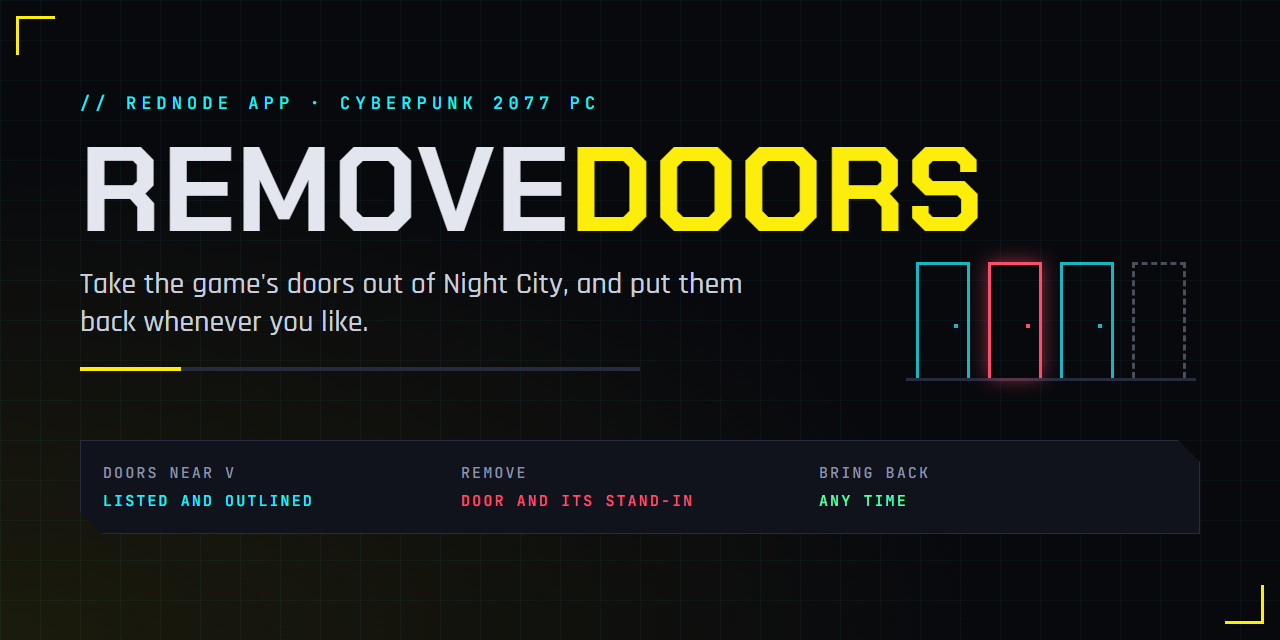 // REDNODE APP · CYBERPUNK 2077 PC
REMOVEDOORS
Take the game's doors out of Night City, and put them
back whenever you like.
DOORS NEAR V
LISTED AND OUTLINED
REMOVE
DOOR AND ITS STAND-IN
BRING BACK
ANY TIME